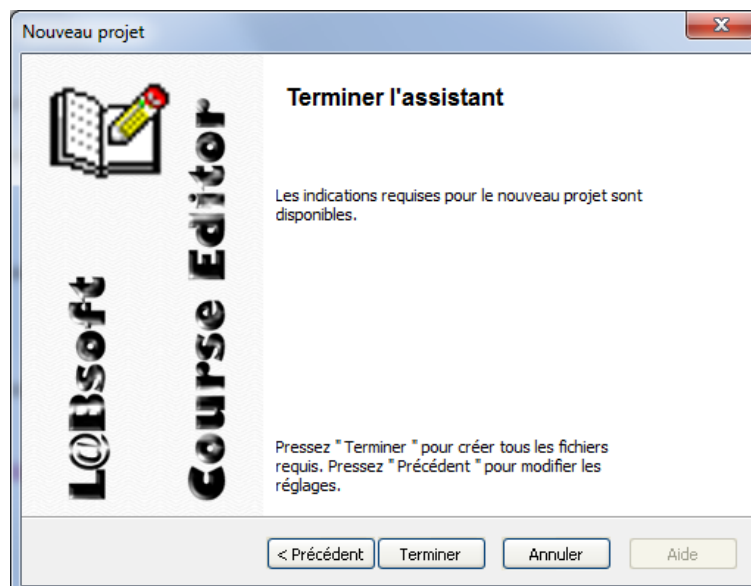 Nouveau projet
L@Bsoft
Course Editor
Terminer l'assistant
Les indications requises pour le nouveau projet sont
disponibles.
Pressez " Terminer " pour créer tous les fichiers
requis. Pressez " Précédent " pour modifier les
réglages.
< Précédent
Terminer
Annuler
Aide